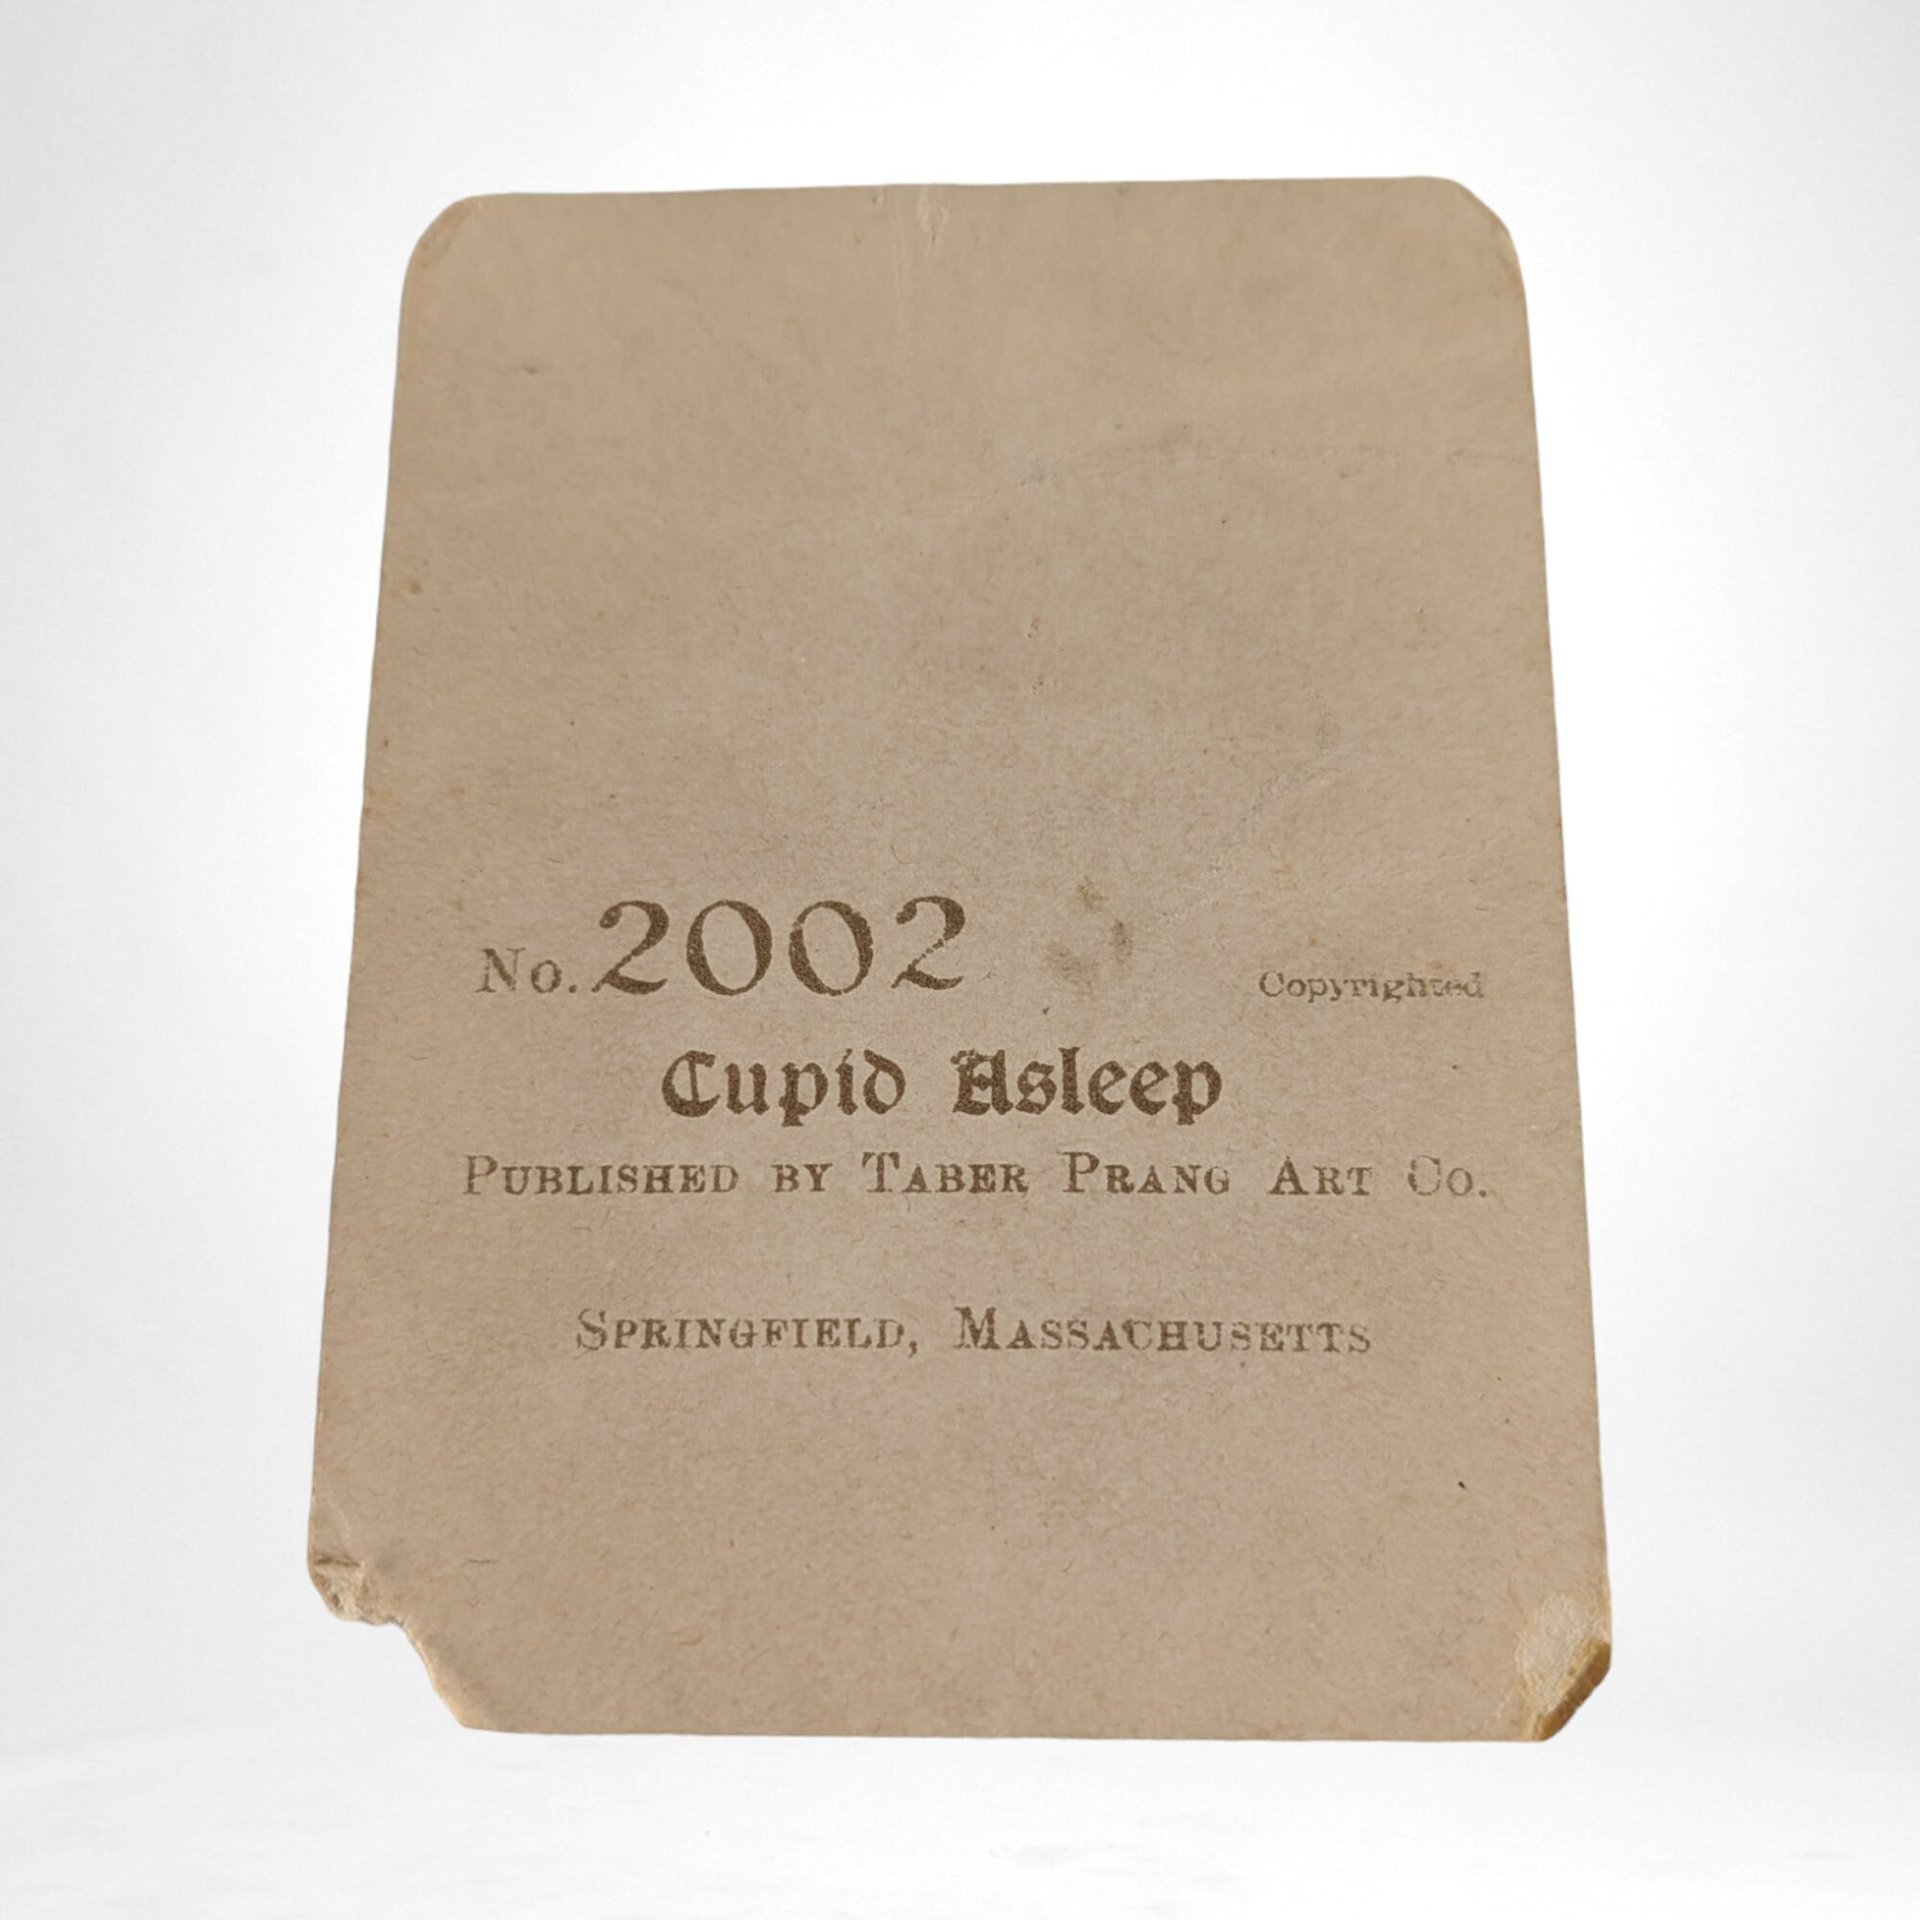 No. 2002 Copyrighted
Cupid Asleep
PUBLISHED BY TABER PRANG ART CO.
SPRINGFIELD, MASSACHUSETTS